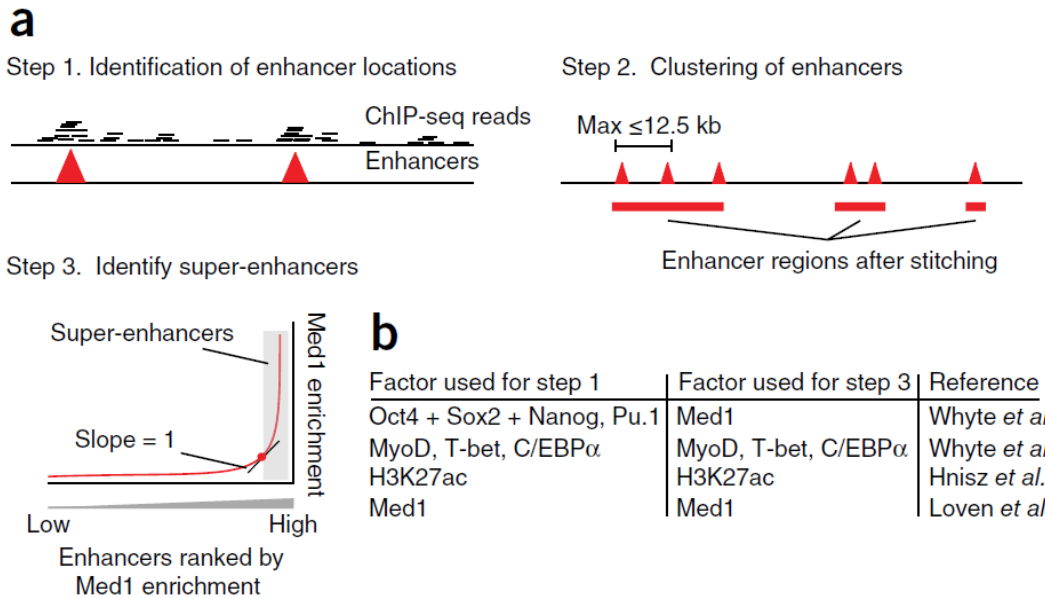 a
Step 1. Identification of enhancer locations
ChIP-seq reads
Enhancers
Step 2. Clustering of enhancers
Max ≤12.5 kb
Enhancer regions after stitching
Step 3. Identify super-enhancers
Super-enhancers
Slope = 1
Med1 enrichment
Low
High
Enhancers ranked by
Med1 enrichment
b
Factor used for step 1 Factor used for step 3 Reference
Oct4 + Sox2 + Nanog, Pu.1 Med1 Whyte et al
MyoD, T-bet, C/EBPα MyoD, T-bet, C/EBPα Whyte et al
H3K27ac H3K27ac Hnisz et al.
Med1 Med1 Loven et al